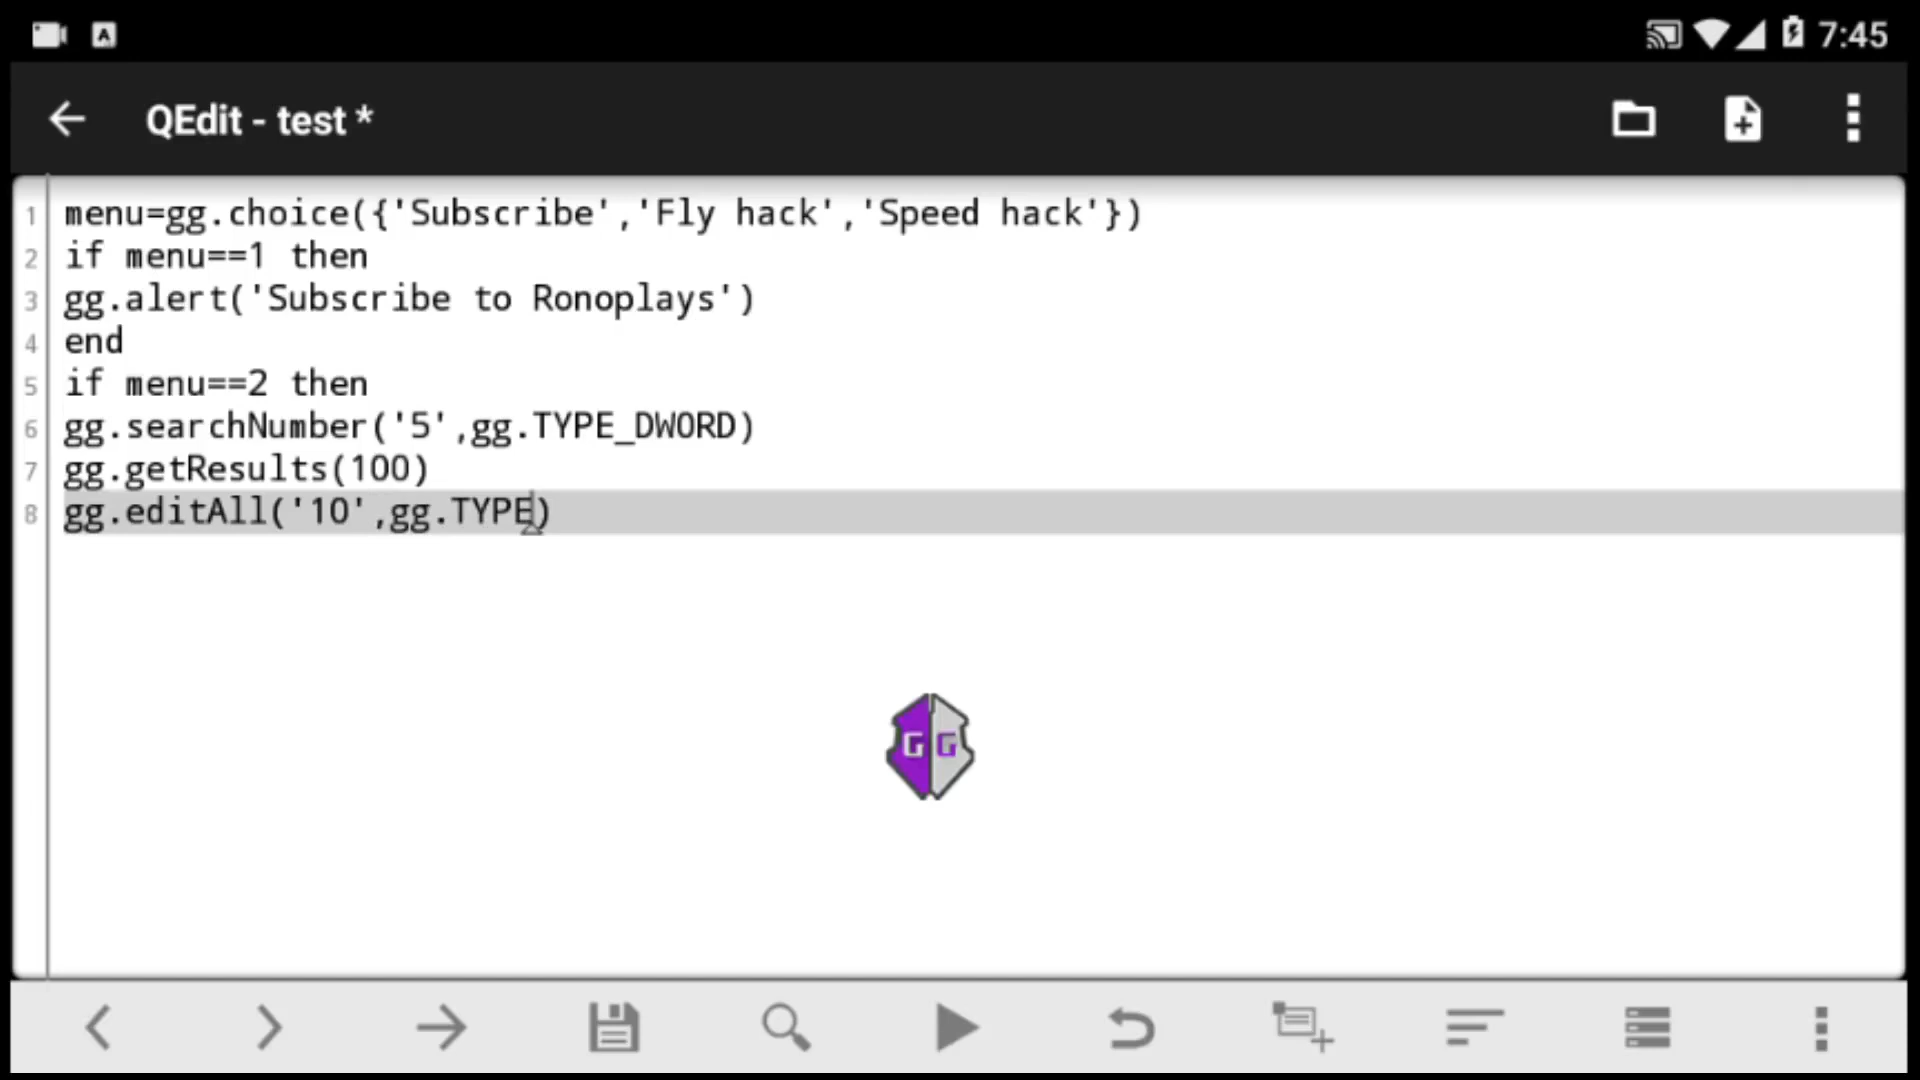 A
7:45
QEdit - test *
1 menu=gg.choice({'Subscribe','Fly hack','Speed hack'})
2 if menu==1 then
3 gg.alert('Subscribe to Ronoplays')
4 end
5 if menu==2 then
6 gg.searchNumber('5',gg.TYPE_DWORD)
7 gg.getResults(100)
8 gg.editAll('10',gg.TYPE)
GG